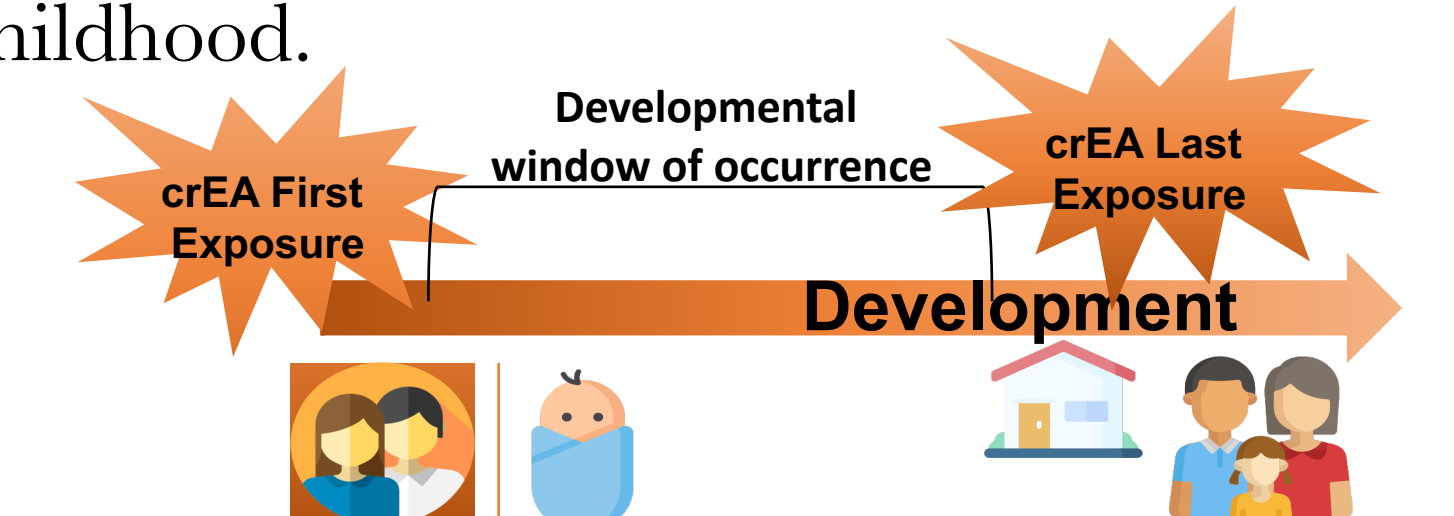 hildhood.
Developmental
window of occurrence
crEA First
Exposure
crEA Last
Exposure
Development